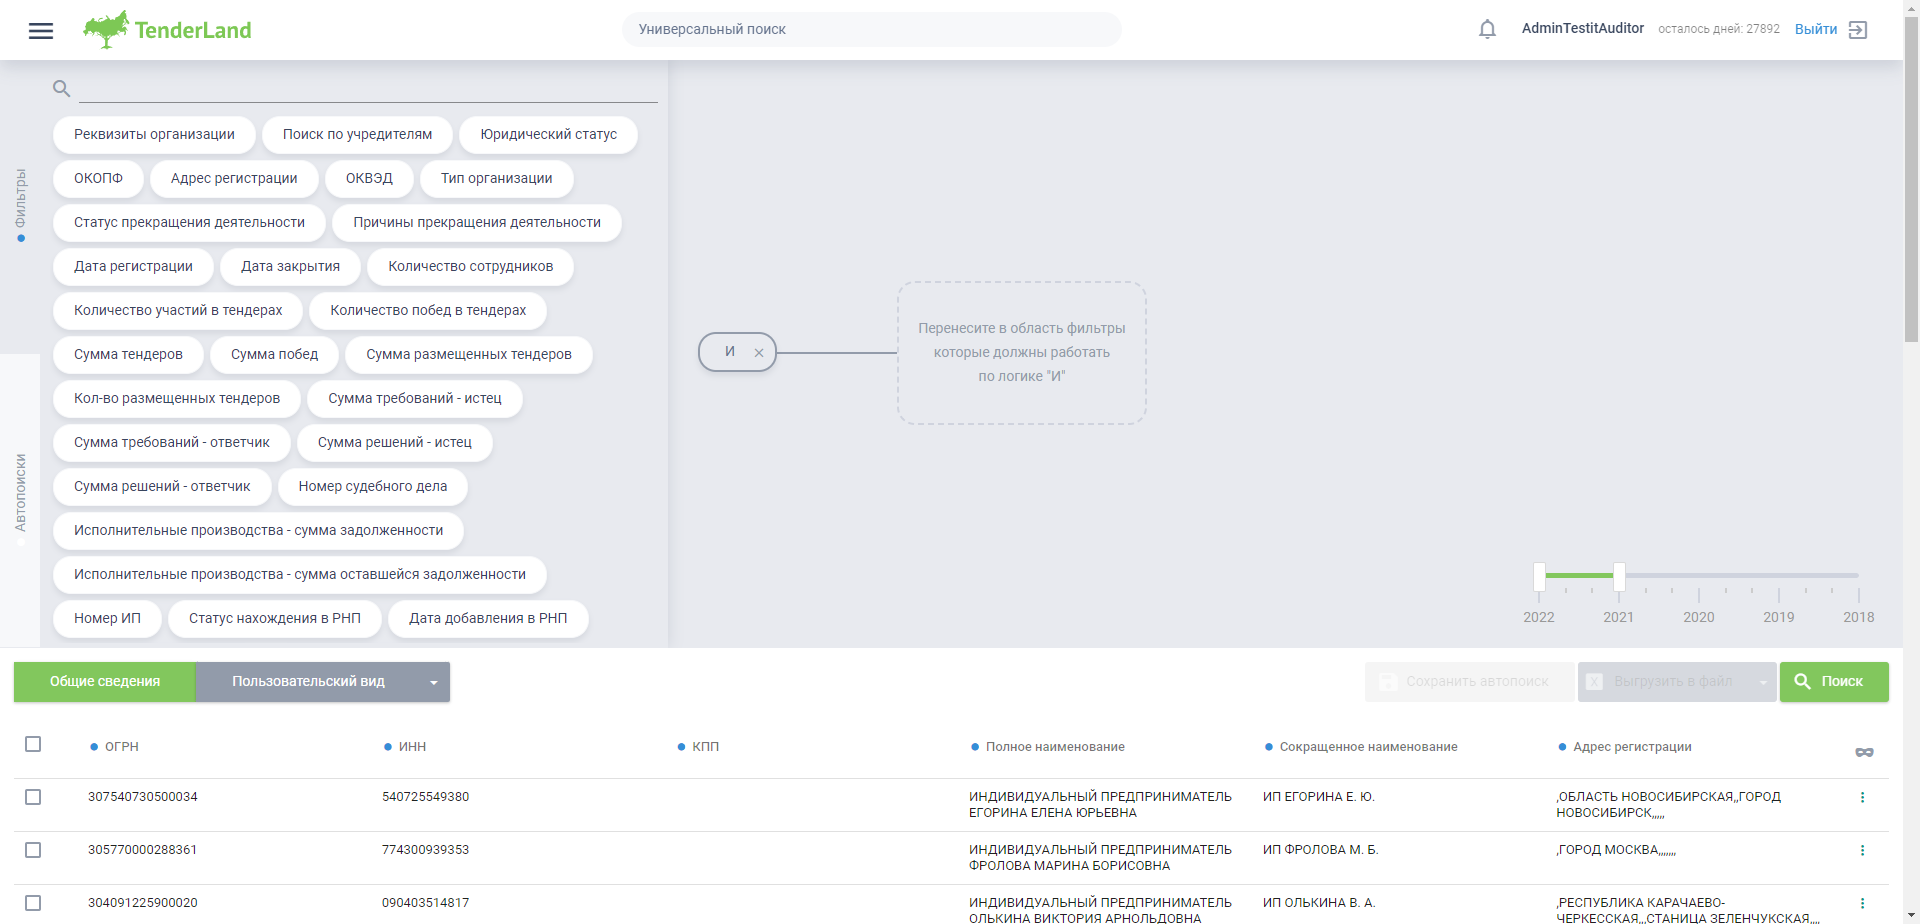 TenderLand
Универсальный поиск
AdminTestitAuditor
осталось дней: 27892
Выйти
Фильтры
Автопоиски
Реквизиты организации
Поиск по учредителям
Юридический статус
ОКОПФ
Адрес регистрации
ОКВЭД
Тип организации
Статус прекращения деятельности
Причины прекращения деятельности
Дата регистрации
Дата закрытия
Количество сотрудников
Количество участий в тендерах
Количество побед в тендерах
Сумма тендеров
Сумма побед
Сумма размещенных тендеров
Кол-во размещенных тендеров
Сумма требований - истец
Сумма требований - ответчик
Сумма решений - истец
Сумма решений - ответчик
Номер судебного дела
Исполнительные производства - сумма задолженности
Исполнительные производства - сумма оставшейся задолженности
Номер ИП
Статус нахождения в РНП
Дата добавления в РНП
И
Перенесите в область фильтры
которые должны работать
по логике "И"
2022
2021
2020
2019
2018
Общие сведения
Пользовательский вид
Сохранить автопоиск
Выгрузить в файл
Поиск
ОГРН
ИНН
КПП
Полное наименование
Сокращенное наименование
Адрес регистрации
307540730500034
540725549380
ИНДИВИДУАЛЬНЫЙ ПРЕДПРИНИМАТЕЛЬ
ЕГОРИНА ЕЛЕНА ЮРЬЕВНА
ИП ЕГОРИНА Е. Ю.
,ОБЛАСТЬ НОВОСИБИРСКАЯ,,ГОРОД
НОВОСИБИРСК,,,,,
305770000288361
774300939353
ИНДИВИДУАЛЬНЫЙ ПРЕДПРИНИМАТЕЛЬ
ФРОЛОВА МАРИНА БОРИСОВНА
ИП ФРОЛОВА М. Б.
,ГОРОД МОСКВА,,,,,,,
304091225900020
090403514817
ИНДИВИДУАЛЬНЫЙ ПРЕДПРИНИМАТЕЛЬ
ОЛЬКИНА ВИКТОРИЯ АРНОЛЬДОВНА
ИП ОЛЬКИНА В. А.
,РЕСПУБЛИКА КАРАЧАЕВО-
ЧЕРКЕССКАЯ,,,СТАНИЦА ЗЕЛЕНЧУКСКАЯ,,,,